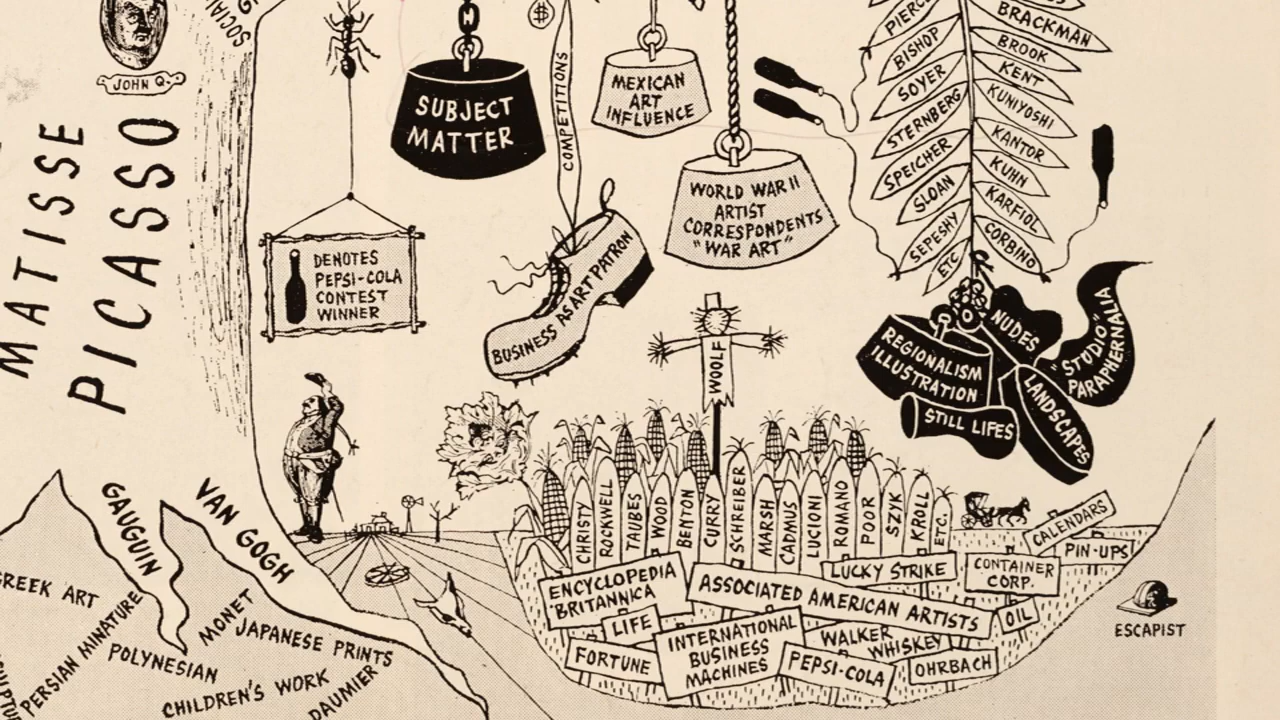 SOCIAL
JOHN Q.
MATISSE
PICASSO
SUBJECT
MATTER
COMPETITIONS
MEXICAN
ART
INFLUENCE
WORLD WAR II
ARTIST
CORRESPONDENTS
"WAR ART"
DENOTES
PEPSI-COLA
CONTEST
WINNER
BUSINESS AS ART PATRON
BISHOP
SOYER
STERNBERG
SPEICHER
SLOAN
SEPESHY
ETC
BRACKMAN
BROOK
KENT
KUNIYOSHI
KANTOR
KUHN
KARFIOL
CORBINO
NUDES
"STUDIO"
PARAPHERNALIA
REGIONALISM
ILLUSTRATION
STILL LIFES
LANDSCAPES
WOOLF
CHRISTY
ROCKWELL
TAUBES
WOOD
BENTON
CURRY
SCHREIBER
MARSH
CADMUS
LUCIONI
ROMANO
POOR
SZYK
KROLL
ETC.
ENCYCLOPEDIA
BRITANNICA
ASSOCIATED AMERICAN ARTISTS
LUCKY STRIKE
CONTAINER
CORP.
CALENDARS
PIN-UPS
LIFE
FORTUNE
INTERNATIONAL
BUSINESS
MACHINES
WALKER
WHISKEY
PEPSI-COLA
OHRBACH
OIL
ESCAPIST
GAUGUIN
VAN GOGH
GREEK ART
PERSIAN MINATURE
MONET
JAPANESE PRINTS
POLYNESIAN
CHILDREN'S WORK
DAUMIER